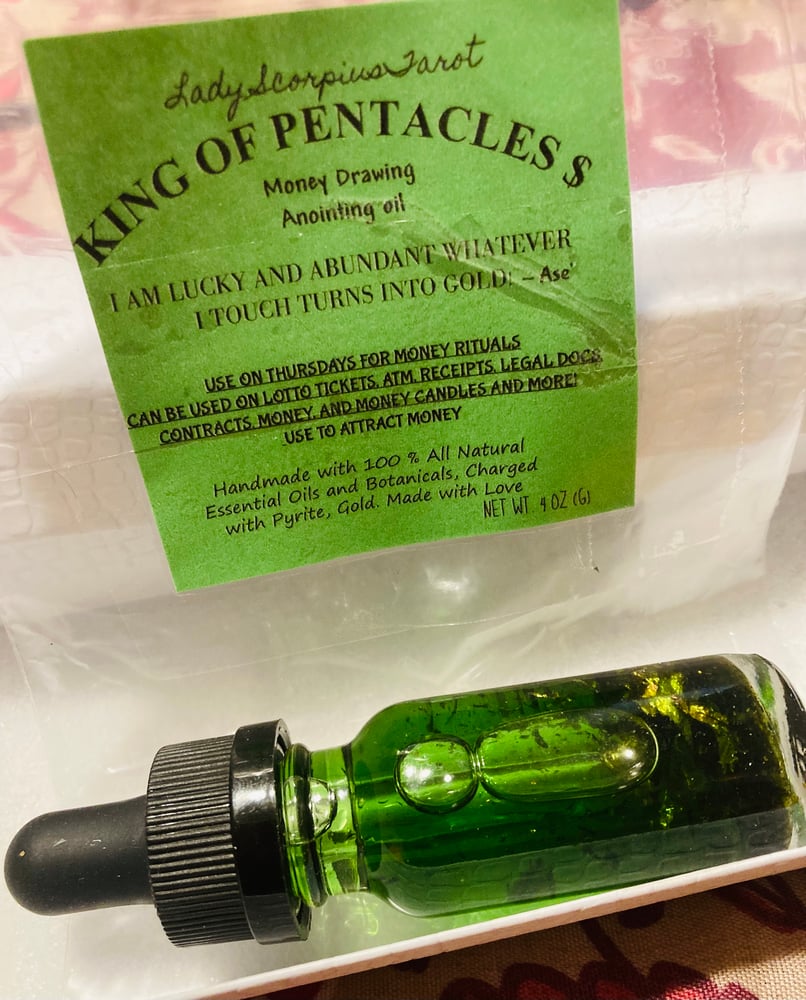 LadyScorpiusTarot
KING OF PENTACLES $
Money Drawing
Anointing oil
I AM LUCKY AND ABUNDANT WHATEVER
I TOUCH TURNS INTO GOLD! – Ase'
USE ON THURSDAYS FOR MONEY RITUALS
CAN BE USED ON LOTTO TICKETS, ATM, RECEIPTS, LEGAL DOCS,
CONTRACTS, MONEY, AND MONEY CANDLES AND MORE!
USE TO ATTRACT MONEY
Handmade with 100 % All Natural
Essential Oils and Botanicals, Charged
with Pyrite, Gold. Made with Love
NET WT 4 OZ (G)